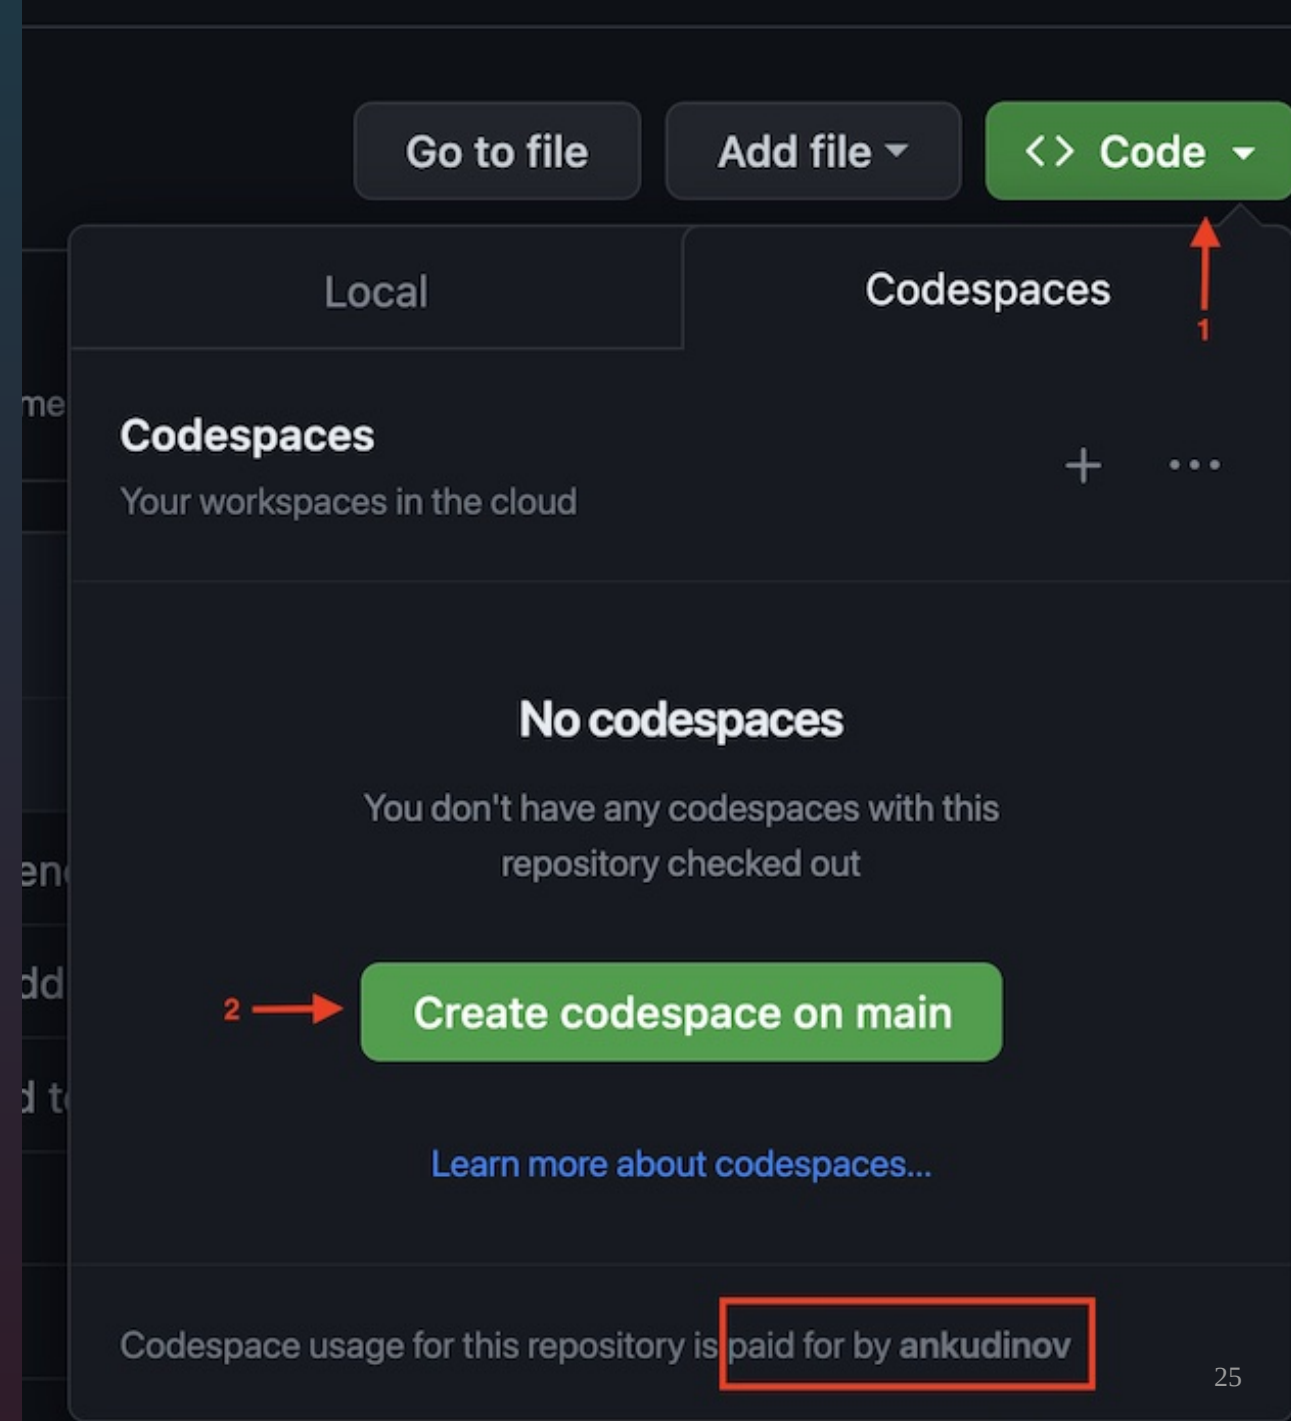 Go to file
Add file
<> Code
Local
Codespaces
1
me
Codespaces
Your workspaces in the cloud
+ ...
No codespaces
You don't have any codespaces with this
repository checked out
dd
2
Create codespace on main
d
Learn more about codespaces...
Codespace usage for this repository is paid for by ankudinov
25